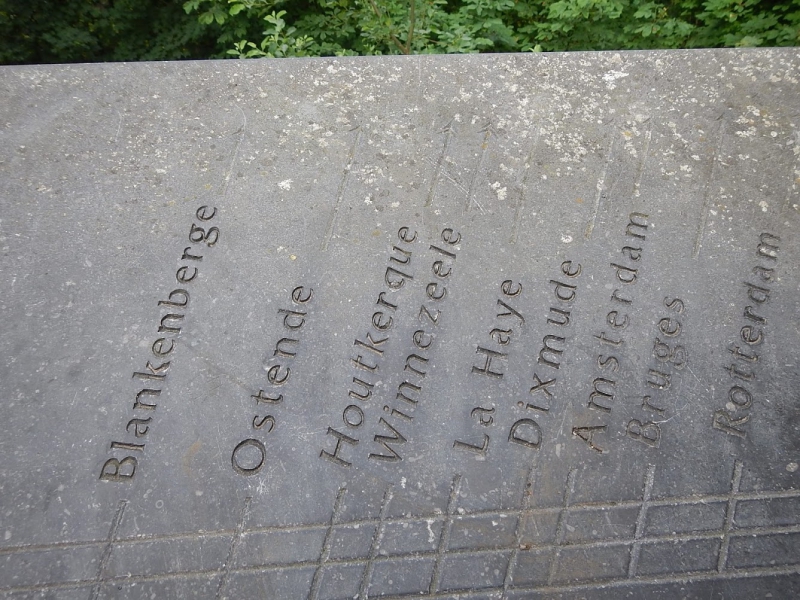 Blankenberge
Ostende
Houtkerque
Winnezeele
La Haye
Dixmude
Amsterdam
Bruges
Rotterdam